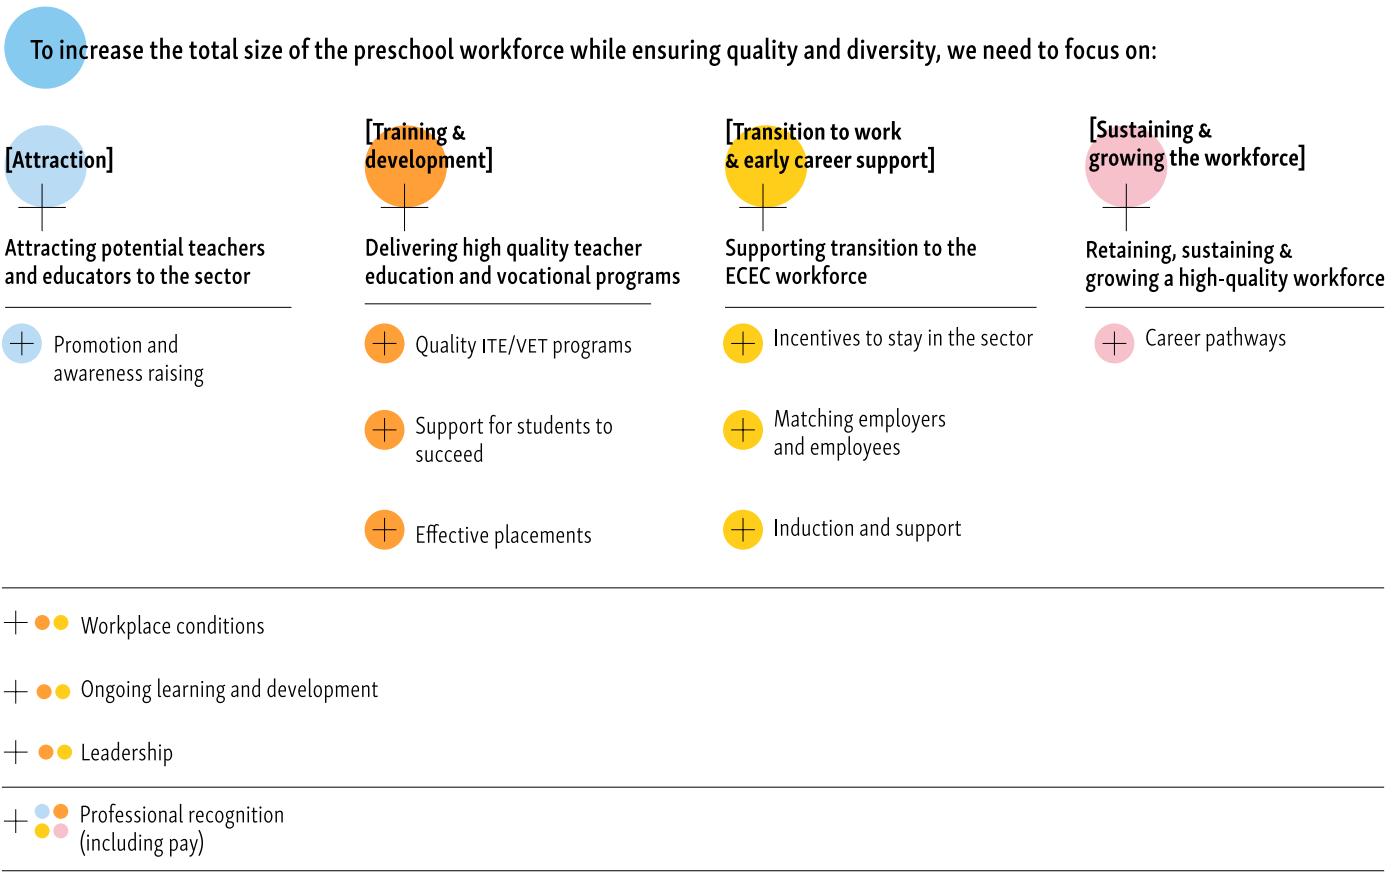 To increase the total size of the preschool workforce while ensuring quality and diversity, we need to focus on:
[Attraction]
Attracting potential teachers
and educators to the sector
Promotion and
awareness raising
[Training &
development]
Delivering high quality teacher
education and vocational programs
Quality ITE/VET programs
Support for students to
succeed
Effective placements
[Transition to work
& early career support]
Supporting transition to the
ECEC workforce
Incentives to stay in the sector
Matching employers
and employees
Induction and support
[Sustaining &
growing the workforce]
Retaining, sustaining &
growing a high-quality workforce
Career pathways
Workplace conditions
Ongoing learning and development
Leadership
Professional recognition
(including pay)